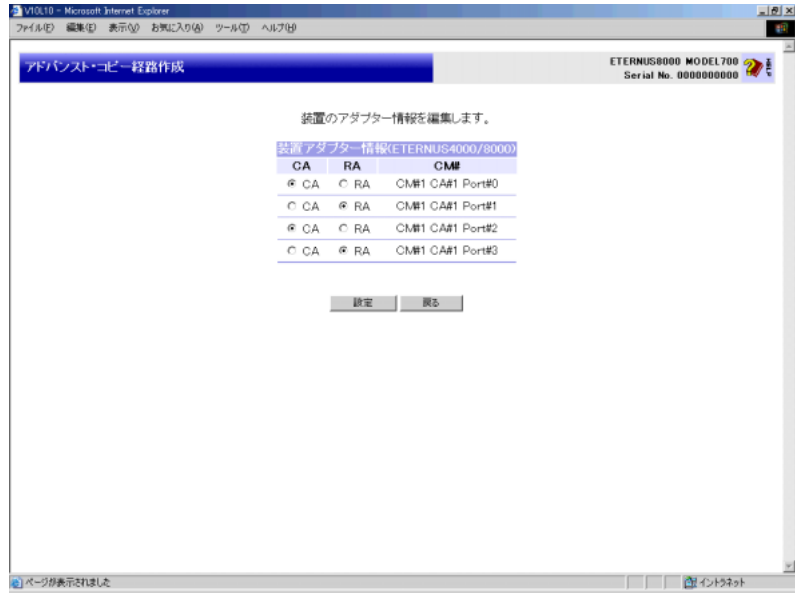 V10L10 - Microsoft Internet Explorer
ファイル(F) 編集(E) 表示(V) お気に入り(A) ツール(T) ヘルプ(H)
アドバンスト・コピー経路作成
ETERNUS8000 MODEL700
Serial No. 0000000000
装置のアダプター情報を編集します。
装置アダプター情報(ETERNUS4000/8000)
CA RA CM#
CA RA CM#1 CA#1 Port#0
CA RA CM#1 CA#1 Port#1
CA RA CM#1 CA#1 Port#2
CA RA CM#1 CA#1 Port#3
設定 戻る
ページが表示されました
イントラネット